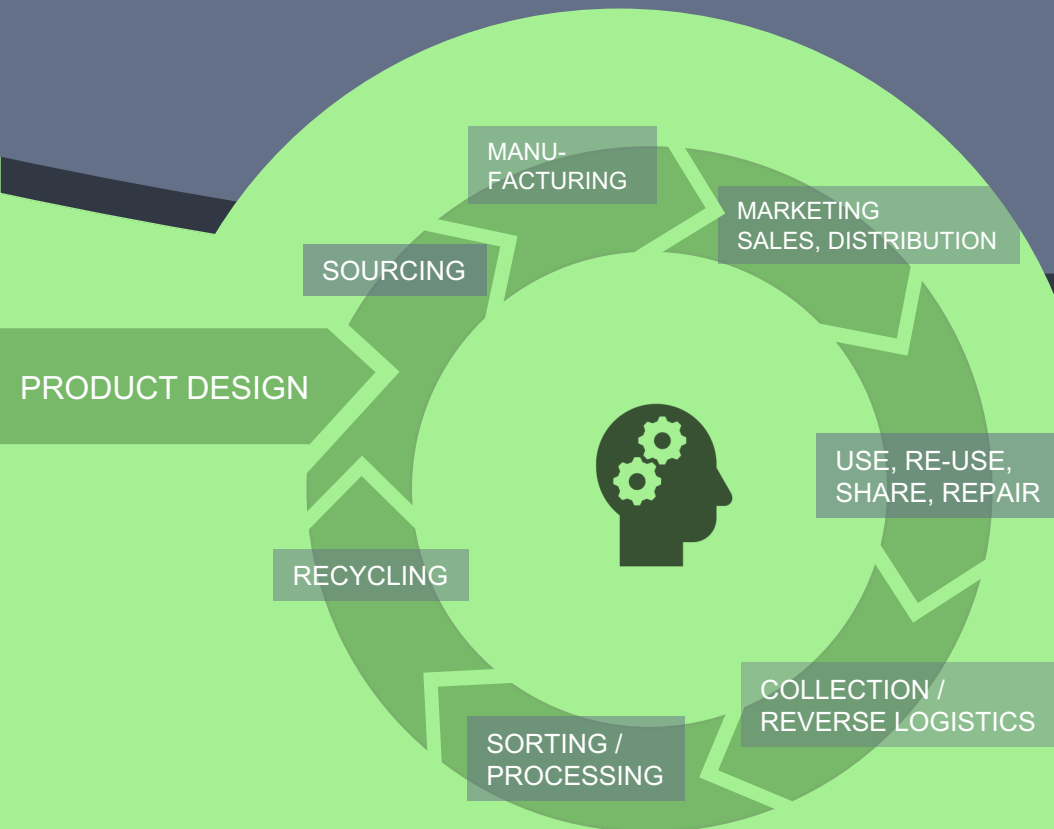 MANU-
FACTURING
MARKETING
SALES, DISTRIBUTION
SOURCING
PRODUCT DESIGN
USE, RE-USE,
SHARE, REPAIR
RECYCLING
COLLECTION /
REVERSE LOGISTICS
SORTING /
PROCESSING